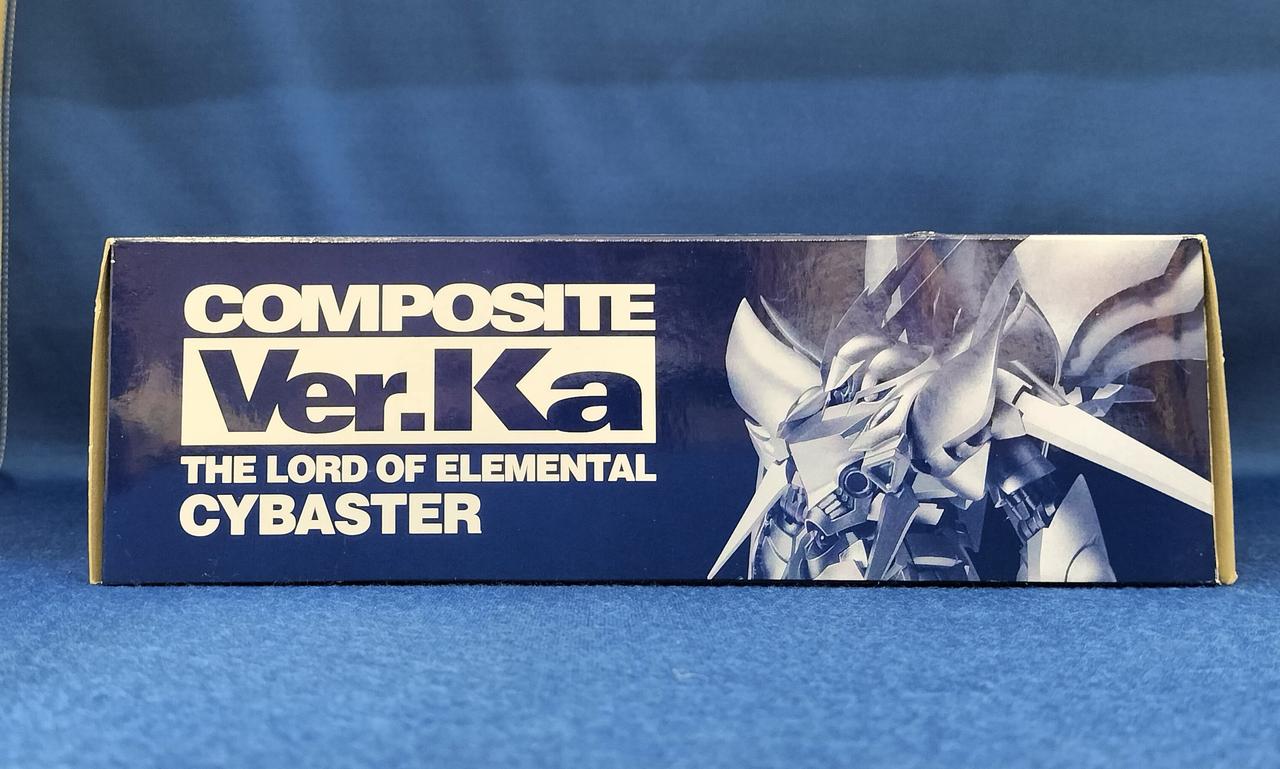 COMPOSITE
Ver.Ka
THE LORD OF ELEMENTAL
CYBASTER